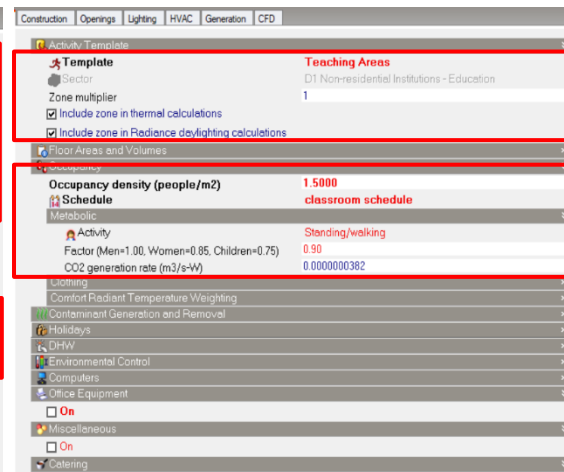 Construction Openings Lighting HVAC Generation CFD
Activity Template
Template Teaching Areas
Sector D1 Non-residential Institutions - Education
Zone multiplier 1
Include zone in thermal calculations
Include zone in Radiance daylighting calculations
Floor Areas and Volumes
Occupancy
Occupancy density (people/m2) 1.5000
Schedule classroom schedule
Metabolic
Activity Standing/walking
Factor (Men=1.00, Women=0.85, Children=0.75) 0.90
CO2 generation rate (m3/s-W) 0.0000000382
Clothing
Comfort Radiant Temperature Weighting
Contaminant Generation and Removal
Holidays
DHW
Environmental Control
Computers
Office Equipment
On
Miscellaneous
On
Catering